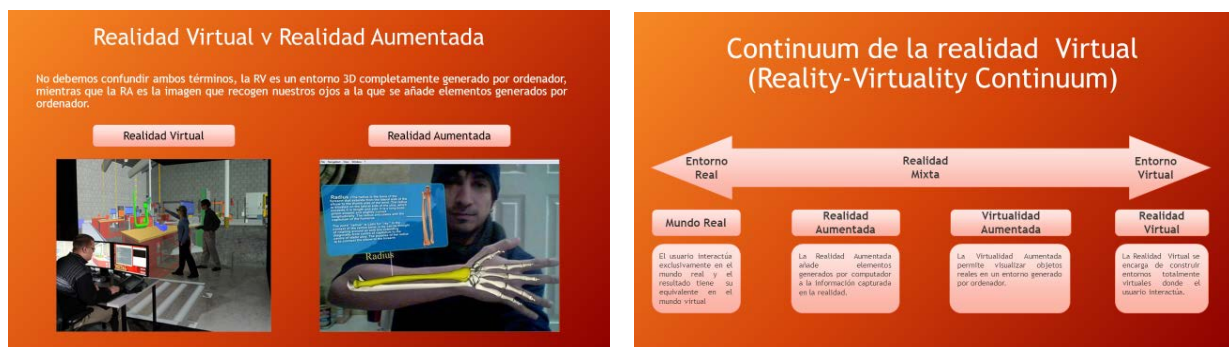 Realidad Virtual v Realidad Aumentada
No debemos confundir ambos términos, la RV es un entorno 3D completamente generado por ordenador,
mientras que la RA es la imagen que recogen nuestros ojos a la que se añade elementos generados por
ordenador.
Realidad Virtual
Realidad Aumentada
Radius
Radius
Continuum de la realidad Virtual
(Reality-Virtuality Continuum)
Entorno
Real
Realidad
Mixta
Entorno
Virtual
Mundo Real
Realidad
Aumentada
Virtualidad
Aumentada
Realidad
Virtual
El usuario interactúa
exclusivamente en el
mundo real y el
resultado tiene su
equivalente en el
mundo virtual
La Realidad Aumentada
añade elementos
generados por computador
a la información capturada
en la realidad.
La Virtualidad Aumentada
permite visualizar objetos
reales en un entorno generado
por ordenador.
La Realidad Virtual se
encarga de construir
entornos totalmente
virtuales donde el
usuario interactúa.